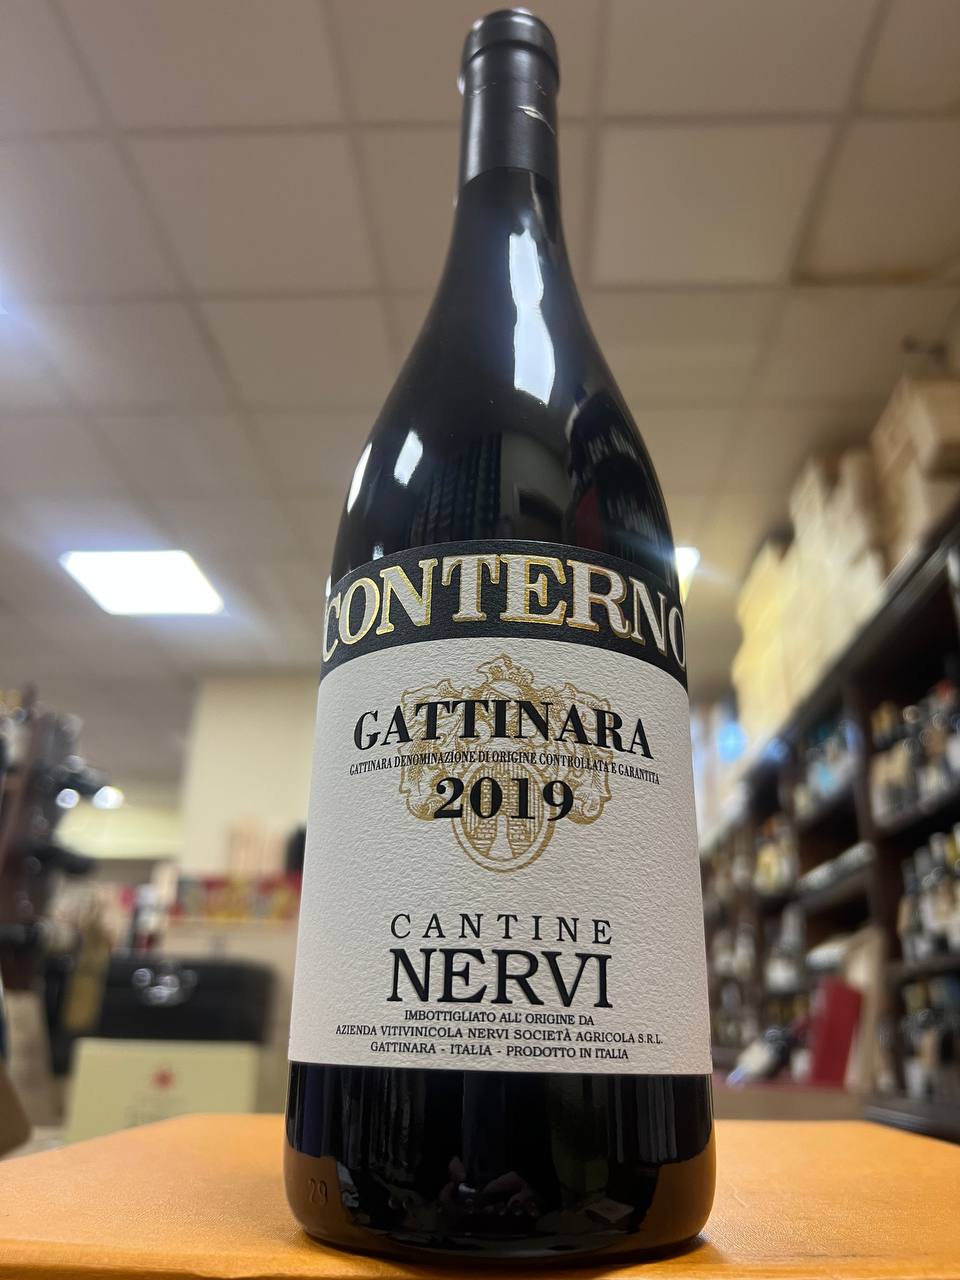 CONTERNO
GATTINARA
GATTINARA DENOMINAZIONE DI ORIGINE CONTROLLATA E GARANTITA
2019
CANTINE
NERVI
IMBOTTIGLIATO ALL' ORIGINE DA
AZIENDA VITIVINICOLA NERVI SOCIETÀ AGRICOLA S.R.L.
GATTINARA - ITALIA - PRODOTTO IN ITALIA
29